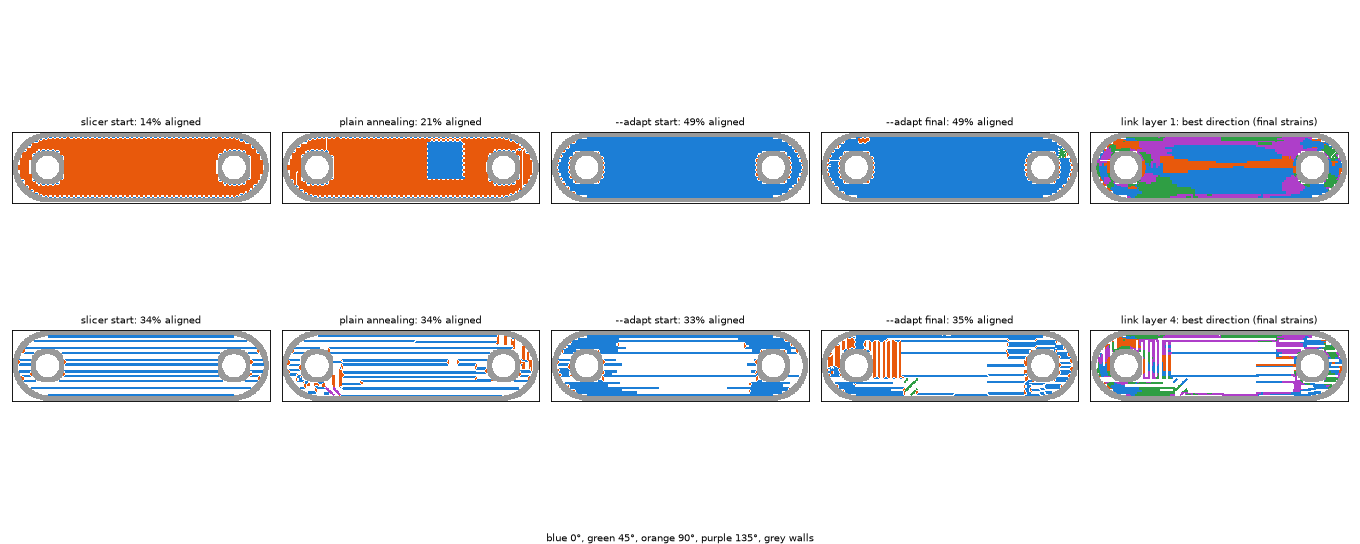 slicer start: 14% aligned
plain annealing: 21% aligned
--adapt start: 49% aligned
--adapt final: 49% aligned
link layer 1: best direction (final strains)
slicer start: 34% aligned
plain annealing: 34% aligned
--adapt start: 33% aligned
--adapt final: 35% aligned
link layer 4: best direction (final strains)
blue 0°, green 45°, orange 90°, purple 135°, grey walls